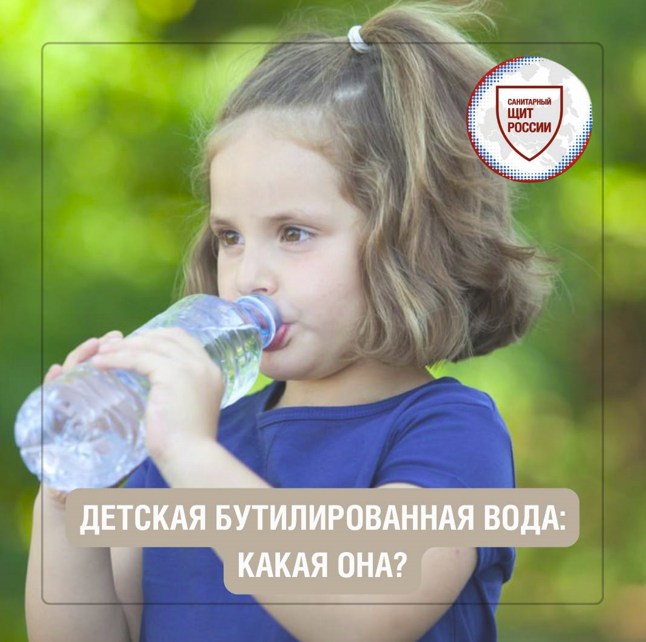 САНИТАРНЫЙ
ЩИТ
РОССИИ
ДЕТСКАЯ БУТИЛИРОВАННАЯ ВОДА:
КАКАЯ ОНА?